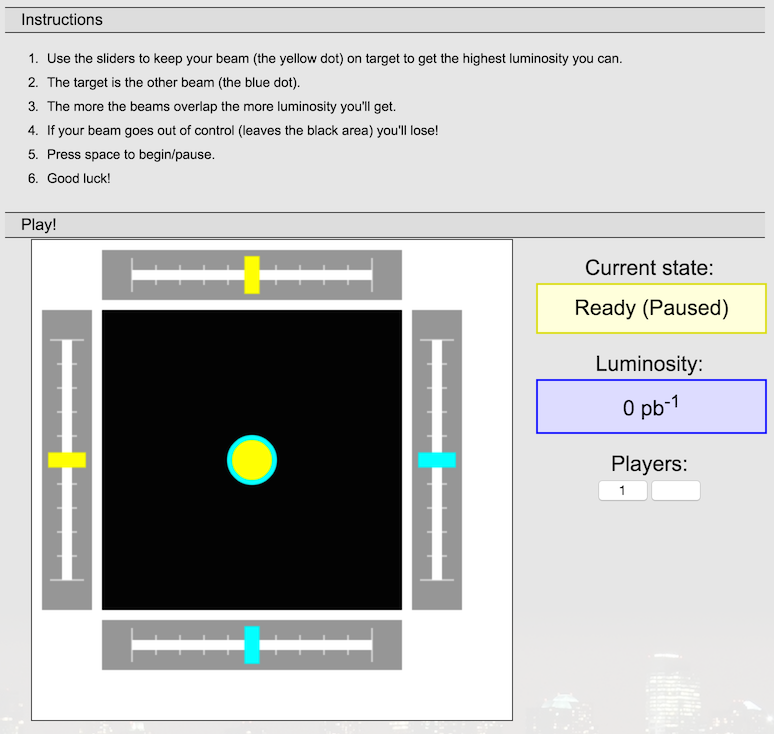 Instructions
1. Use the sliders to keep your beam (the yellow dot) on target to get the highest luminosity you can.
2. The target is the other beam (the blue dot).
3. The more the beams overlap the more luminosity you'll get.
4. If your beam goes out of control (leaves the black area) you'll lose!
5. Press space to begin/pause.
6. Good luck!
Play!
Current state:
Ready (Paused)
Luminosity:
0 pb⁻¹
Players:
1